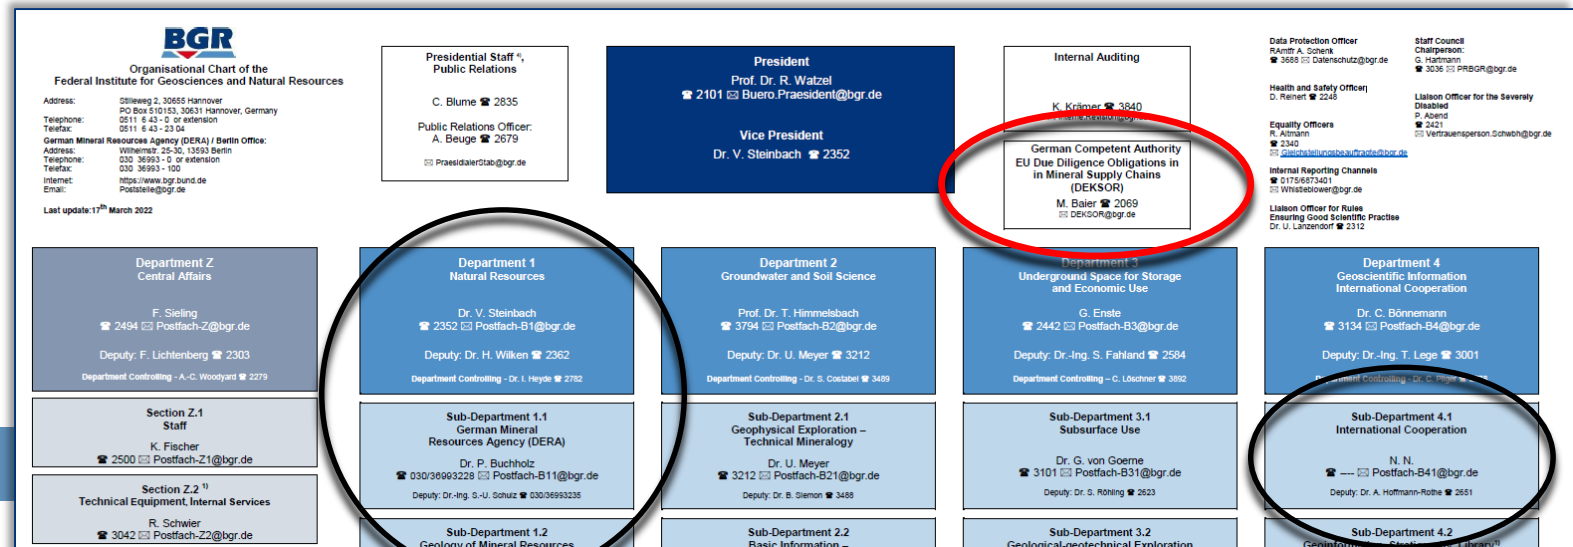 BGR
Organisational Chart of the
Federal Institute for Geosciences and Natural Resources
Address: Stilleweg 2, 30655 Hannover
PO Box 510153, 30631 Hannover, Germany
Telephone: 0511 6 43 - 0 or extension
Telefax: 0511 6 43 - 23 04
German Mineral Resources Agency (DERA) / Berlin Office:
Address: Wilhelmstr. 25-30, 13593 Berlin
Telephone: 030 36993 - 0 or extension
Telefax: 030 36993 - 100
Internet: https://www.bgr.bund.de
Email: Poststelle@bgr.de
Last update:17th March 2022
Presidential Staff 4),
Public Relations
C. Blume ☎ 2835
Public Relations Officer:
A. Beuge ☎ 2679
✉ PraesidialerStab@bgr.de
President
Prof. Dr. R. Watzel
☎ 2101 ✉ Buero.Praesident@bgr.de
Vice President
Dr. V. Steinbach ☎ 2352
Internal Auditing
K. Krämer ☎ 3840
German Competent Authority
EU Due Diligence Obligations in
in Mineral Supply Chains
(DEKSOR)
M. Baier ☎ 2069
✉ DEKSOR@bgr.de
Data Protection Officer
RAmtfr A. Schenk
☎ 3688 ✉ Datenschutz@bgr.de
Health and Safety Officer
D. Reinert ☎ 2248
Equality Officers
R. Altmann
☎ 2340
✉ Gleichstellungsbeauftragte@bgr.de
Internal Reporting Channels
☎ 0175/6873401
✉ Whistleblower@bgr.de
Liaison Officer for Rules
Ensuring Good Scientific Practise
Dr. U. Lanzendorf ☎ 2312
Staff Council
Chairperson:
G. Hartmann
☎ 3036 ✉ PRBGR@bgr.de
Liaison Officer for the Severely
Disabled
P. Abend
☎ 2421
✉ Vertrauensperson.Schwbh@bgr.de
Department Z
Central Affairs
F. Sieling
☎ 2494 ✉ Postfach-Z@bgr.de
Deputy: F. Lichtenberg ☎ 2303
Department Controlling - A.-C. Woodyard ☎ 2279
Department 1
Natural Resources
Dr. V. Steinbach
☎ 2352 ✉ Postfach-B1@bgr.de
Deputy: Dr. H. Wilken ☎ 2362
Department Controlling - Dr. I. Heyde ☎ 2782
Department 2
Groundwater and Soil Science
Prof. Dr. T. Himmelsbach
☎ 3794 ✉ Postfach-B2@bgr.de
Deputy: Dr. U. Meyer ☎ 3212
Department Controlling - Dr. S. Costabel ☎ 3489
Department 3
Underground Space for Storage
and Economic Use
G. Enste
☎ 2442 ✉ Postfach-B3@bgr.de
Deputy: Dr.-Ing. S. Fahland ☎ 2584
Department Controlling – C. Löschner ☎ 3892
Department 4
Geoscientific Information
International Cooperation
Dr. C. Bönnemann
☎ 3134 ✉ Postfach-B4@bgr.de
Deputy: Dr.-Ing. T. Lege ☎ 3001
Department Controlling - Dr. C.
Section Z.1
Staff
K. Fischer
☎ 2500 ✉ Postfach-Z1@bgr.de
Section Z.2 1)
Technical Equipment, Internal Services
R. Schwier
☎ 3042 ✉ Postfach-Z2@bgr.de
Sub-Department 1.1
German Mineral
Resources Agency (DERA)
Dr. P. Buchholz
☎ 030/36993228 ✉ Postfach-B11@bgr.de
Deputy: Dr.-Ing. S.-U. Schulz ☎ 030/36993235
Sub-Department 1.2
Geology of Mineral Resources
Sub-Department 2.1
Geophysical Exploration –
Technical Mineralogy
Dr. U. Meyer
☎ 3212 ✉ Postfach-B21@bgr.de
Deputy: Dr. B. Siemon ☎ 3488
Sub-Department 2.2
Basic Information –
Sub-Department 3.1
Subsurface Use
Dr. G. von Goerne
☎ 3101 ✉ Postfach-B31@bgr.de
Deputy: Dr. S. Röhling ☎ 2623
Sub-Department 3.2
Geological-geotechnical Exploration
Sub-Department 4.1
International Cooperation
N. N.
☎ ---- ✉ Postfach-B41@bgr.de
Deputy: Dr. A. Hoffmann-Rothe ☎ 2651
Sub-Department 4.2